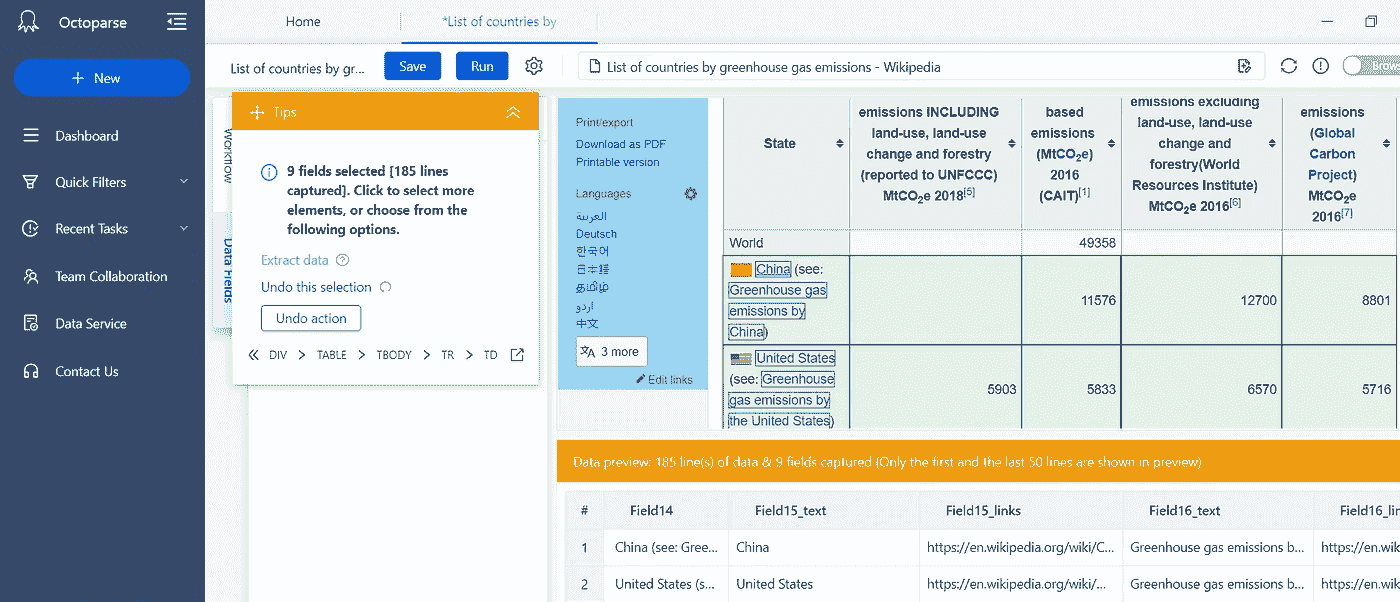 Octoparse
New
Dashboard
Quick Filters
Recent Tasks
Team Collaboration
Data Service
Contact Us
Home
*List of countries by
List of countries by gr...
Save
Run
List of countries by greenhouse gas emissions - Wikipedia
Brows
Workflow
Data Fields
Tips
9 fields selected [185 lines
captured]. Click to select more
elements, or choose from the
following options.
Extract data
Undo this selection
Undo action
DIV > TABLE > TBODY > TR > TD
Print/export
Download as PDF
Printable version
Languages
العربية
Deutsch
한국어
日本語
தமிழ்
اردو
中文
3 more
Edit links
State
emissions INCLUDING
land-use, land-use
change and forestry
(reported to UNFCCC)
MtCO2e 2018[5]
based
emissions
(MtCO2e)
2016
(CAIT)[1]
emissions excluding
land-use, land-use
change and
forestry(World
Resources Institute)
MtCO2e 2016[6]
emissions
(Global
Carbon
Project)
MtCO2e
2016[7]
World 49358
China (see:
Greenhouse gas
emissions by
China)
11576 12700 8801
United States
(see: Greenhouse
gas emissions by
the United States)
5903 5833 6570 5716
Data preview: 185 line(s) of data & 9 fields captured (Only the first and the last 50 lines are shown in preview)
# Field14 Field15_text Field15_links Field16_text Field16_lin
1 China (see: Gree... China https://en.wikipedia.org/wiki/C... Greenhouse gas emissions b... https://en.wik
2 United States (s... United States https://en.wikipedia.org/wiki/... Greenhouse gas emissions b... https://en.wik